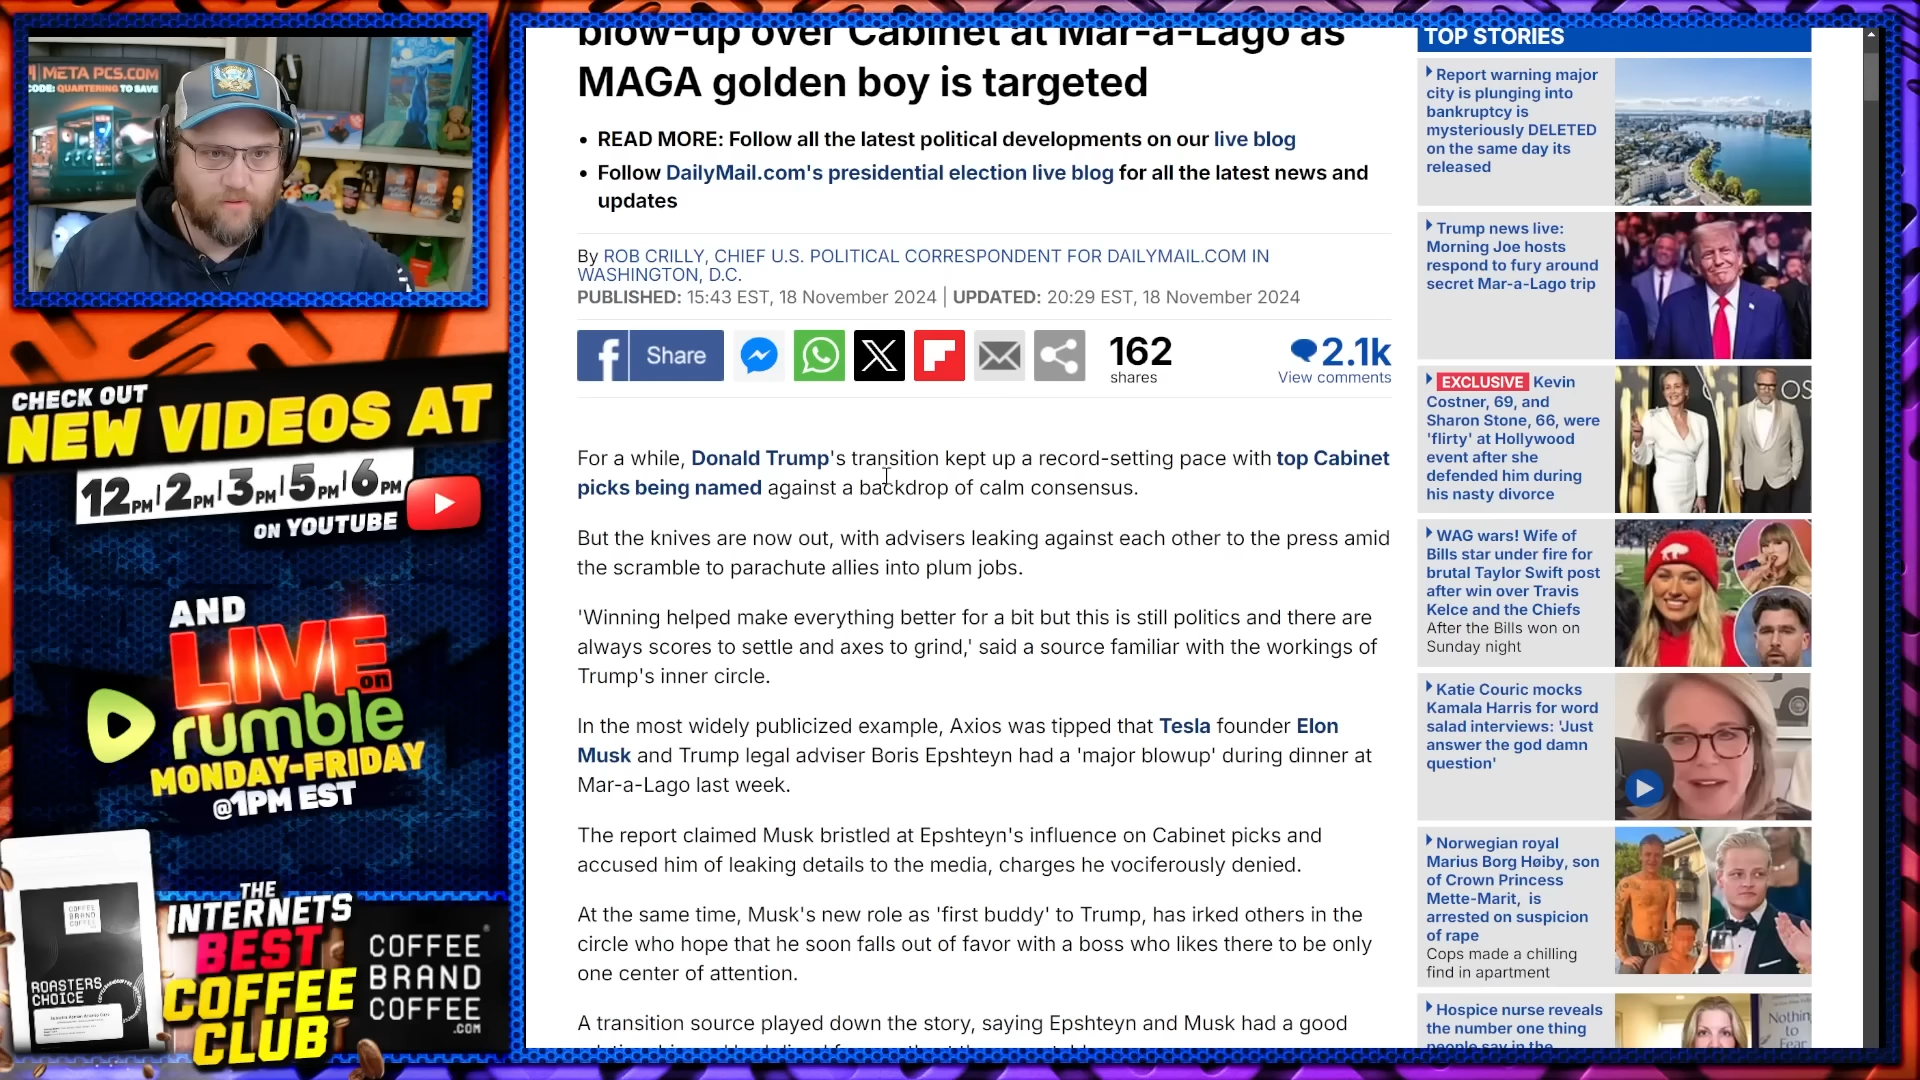 META PCS.COM
CODE: QUARTERING TO SAVE
CHECK OUT
NEW VIDEOS AT
12PM|2PM|3PM|5PM|6PM
ON YOUTUBE
AND
LIVE
on
rumble
MONDAY-FRIDAY
@1PM EST
COFFEE
BRAND
COFFEE
ROASTERS
CHOICE
THE
INTERNETS
BEST
COFFEE
CLUB
COFFEE
BRAND
COFFEE
.COM
blow-up over Cabinet at Mar-a-Lago as
MAGA golden boy is targeted
• READ MORE: Follow all the latest political developments on our live blog
• Follow DailyMail.com's presidential election live blog for all the latest news and
updates
By ROB CRILLY, CHIEF U.S. POLITICAL CORRESPONDENT FOR DAILYMAIL.COM IN
WASHINGTON, D.C.
PUBLISHED: 15:43 EST, 18 November 2024 | UPDATED: 20:29 EST, 18 November 2024
f Share
162
shares
2.1k
View comments
For a while, Donald Trump's transition kept up a record-setting pace with top Cabinet
picks being named against a backdrop of calm consensus.
But the knives are now out, with advisers leaking against each other to the press amid
the scramble to parachute allies into plum jobs.
'Winning helped make everything better for a bit but this is still politics and there are
always scores to settle and axes to grind,' said a source familiar with the workings of
Trump's inner circle.
In the most widely publicized example, Axios was tipped that Tesla founder Elon
Musk and Trump legal adviser Boris Epshteyn had a 'major blowup' during dinner at
Mar-a-Lago last week.
The report claimed Musk bristled at Epshteyn's influence on Cabinet picks and
accused him of leaking details to the media, charges he vociferously denied.
At the same time, Musk's new role as 'first buddy' to Trump, has irked others in the
circle who hope that he soon falls out of favor with a boss who likes there to be only
one center of attention.
A transition source played down the story, saying Epshteyn and Musk had a good
TOP STORIES
Report warning major
city is plunging into
bankruptcy is
mysteriously DELETED
on the same day its
released
Trump news live:
Morning Joe hosts
respond to fury around
secret Mar-a-Lago trip
EXCLUSIVE Kevin
Costner, 69, and
Sharon Stone, 66, were
'flirty' at Hollywood
event after she
defended him during
his nasty divorce
OS
WAG wars! Wife of
Bills star under fire for
brutal Taylor Swift post
after win over Travis
Kelce and the Chiefs
After the Bills won on
Sunday night
Katie Couric mocks
Kamala Harris for word
salad interviews: 'Just
answer the god damn
question'
Norwegian royal
Marius Borg Høiby, son
of Crown Princess
Mette-Marit, is
arrested on suspicion
of rape
Cops made a chilling
find in apartment
Hospice nurse reveals
the number one thing
people say in the
Nothin
to
Fear